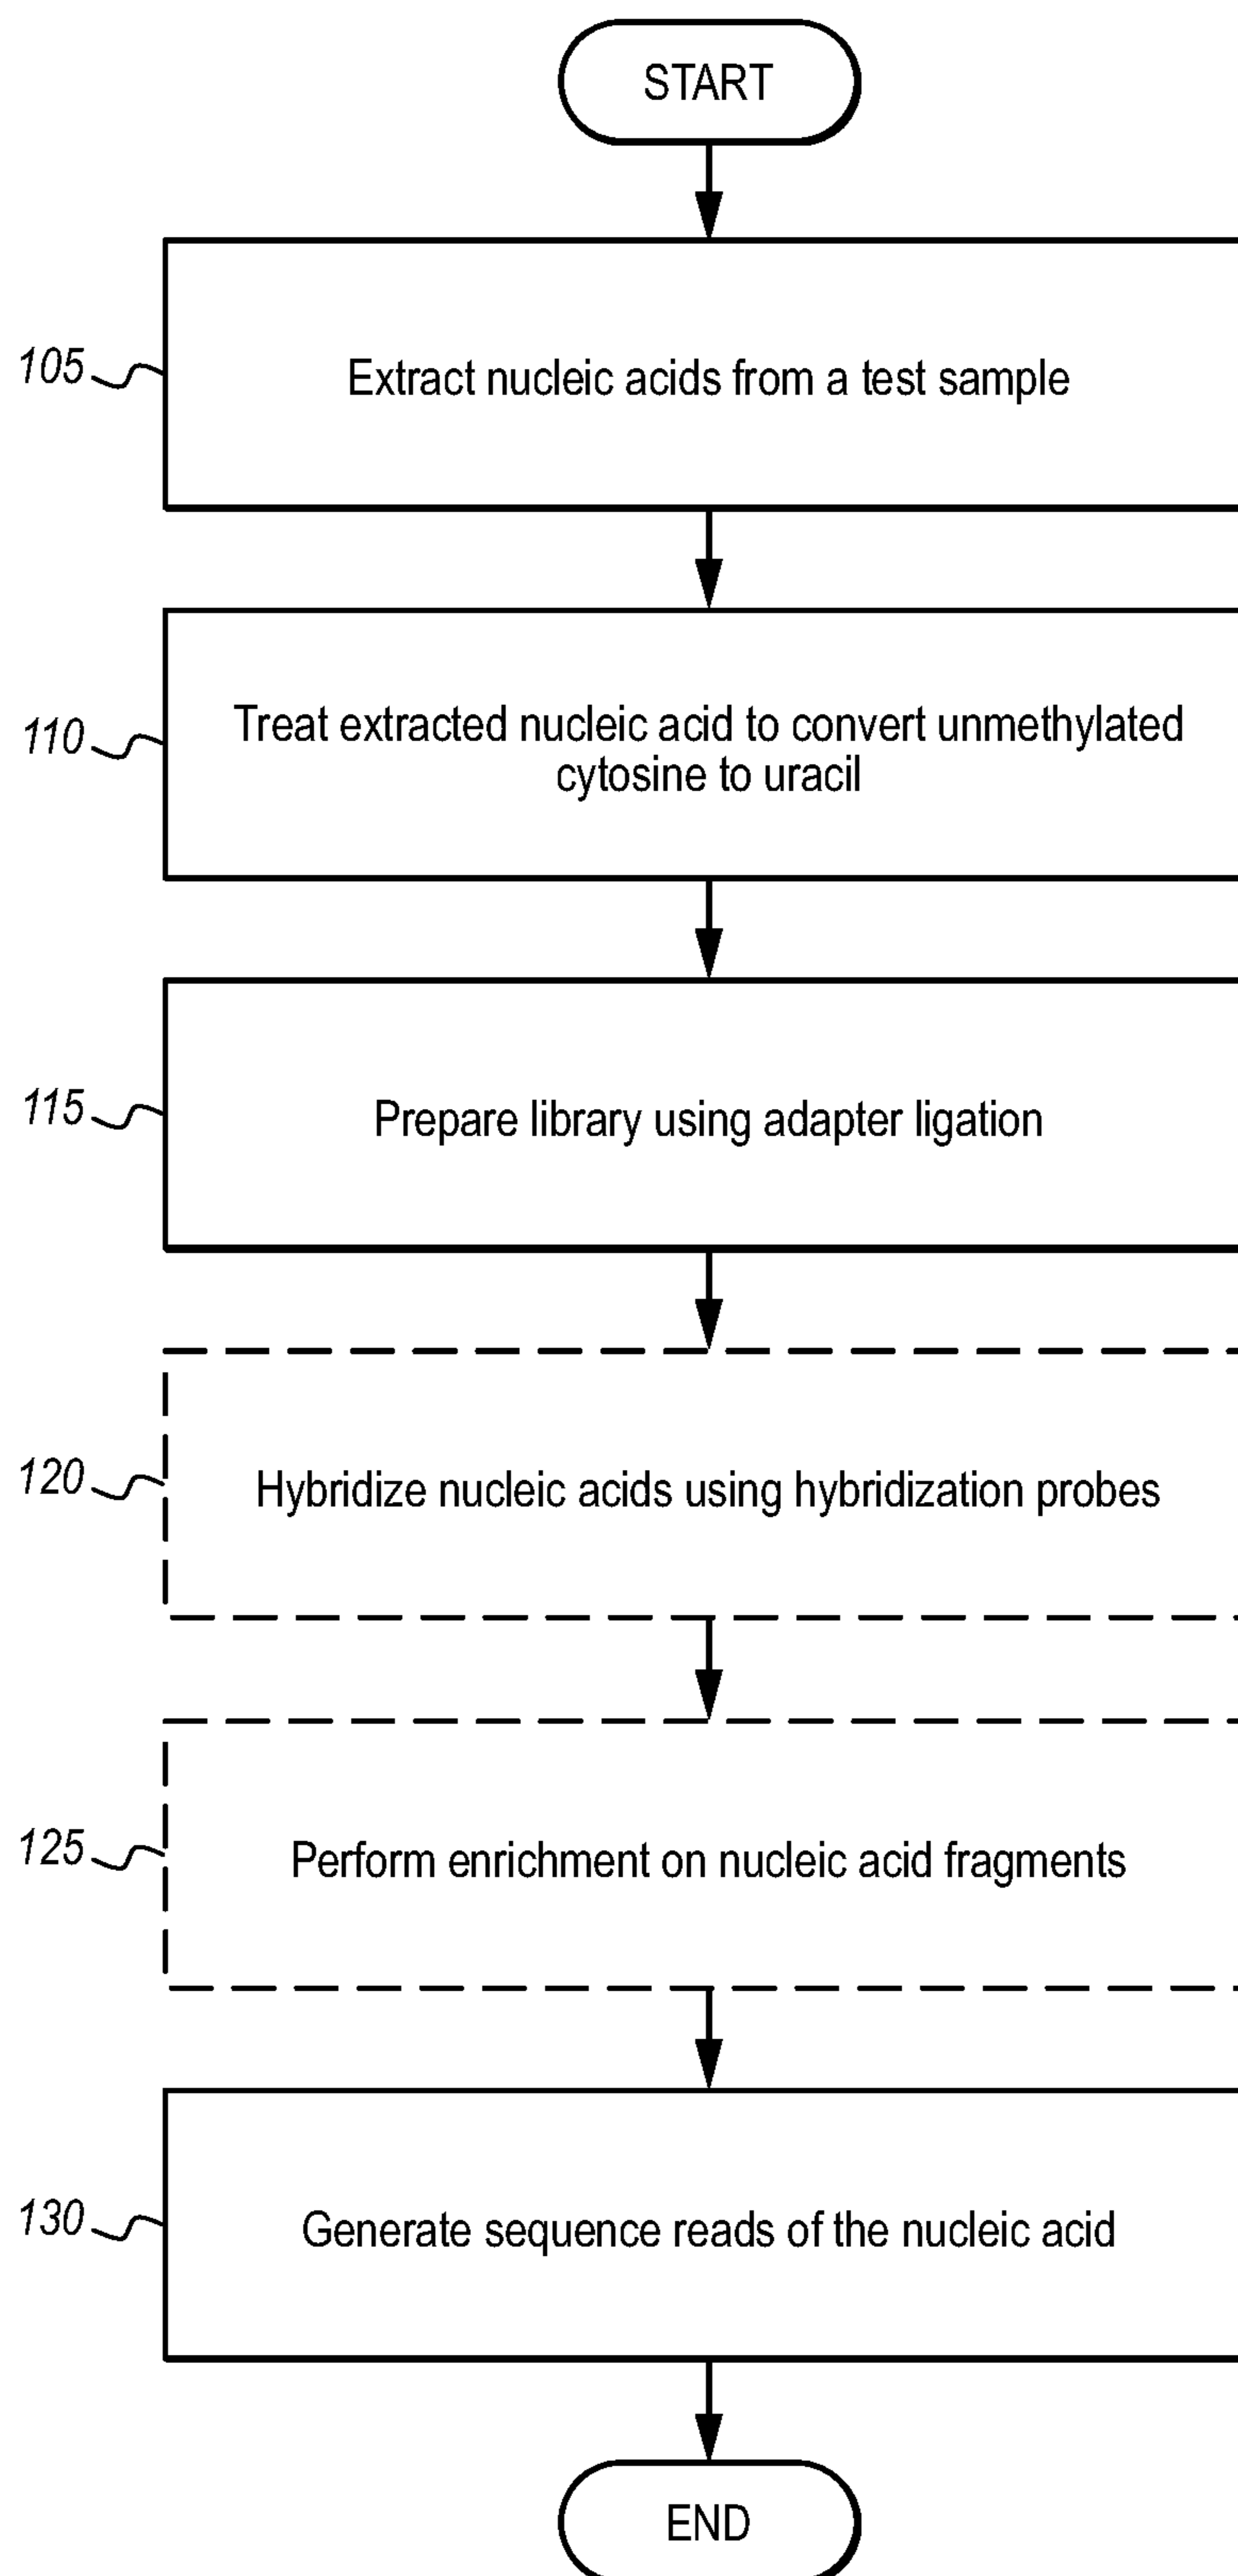 START
105
Extract nucleic acids from a test sample
110
Treat extracted nucleic acid to convert unmethylated
cytosine to uracil
115
Prepare library using adapter ligation
120
Hybridize nucleic acids using hybridization probes
125
Perform enrichment on nucleic acid fragments
130
Generate sequence reads of the nucleic acid
END